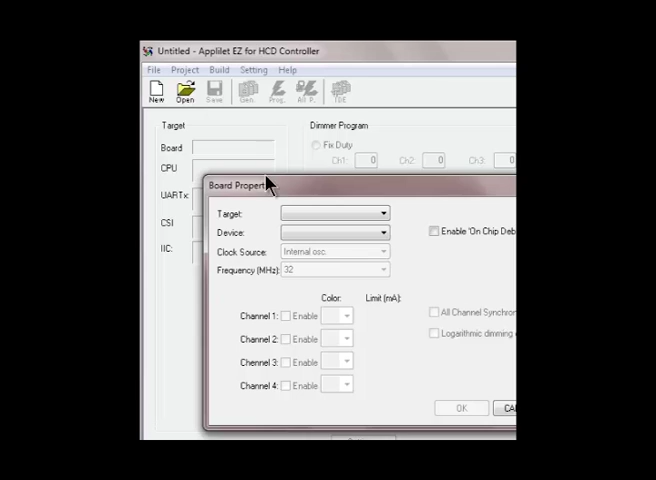 Untitled - Applilet EZ for HCD Controller
File Project Build Setting Help
New Open Save Gen. Prog. All P. TDE
Target Dimmer Program
Board Fix Duty
Ch1: 0 Ch2: 0 Ch3: 0
CPU
Board Propert
UARTx:
CSI
IIC:
Target:
Device: Enable 'On Chip Deb
Clock Source: Internal osc.
Frequency (MHz): 32
Color: Limit (mA):
Channel 1: Enable All Channel Synchron
Channel 2: Enable Logarithmic dimming
Chennel 3: Enable
Channel 4: Enable
OK CAN